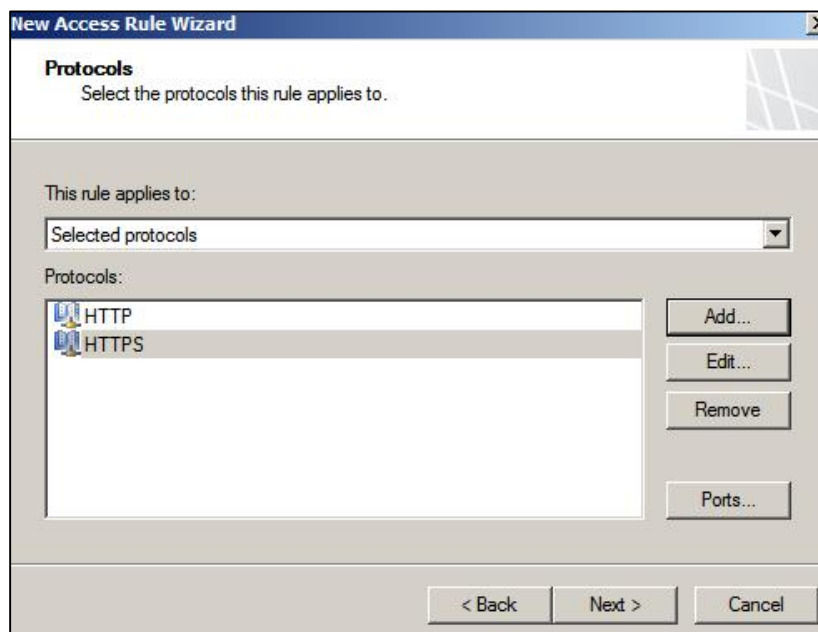 New Access Rule Wizard
Protocols
Select the protocols this rule applies to.
This rule applies to:
Selected protocols
Protocols:
HTTP
HTTPS
Add...
Edit...
Remove
Ports...
< Back
Next >
Cancel